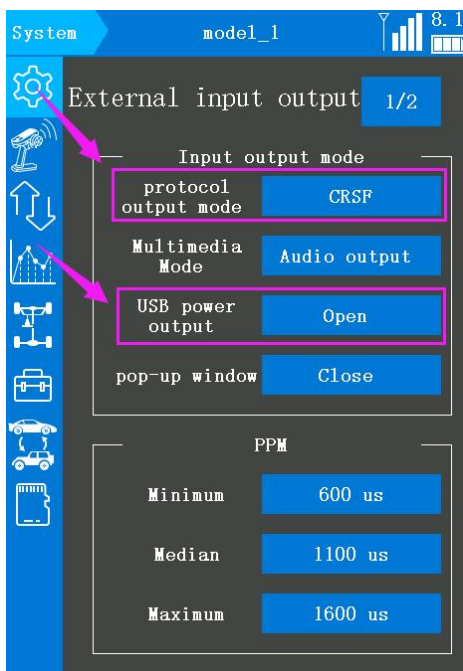 System
model_1
8.1
External input output
1/2
Input output mode
protocol
output mode
CRSF
Multimedia
Mode
Audio output
USB power
output
Open
pop-up window
Close
PPM
Minimum
600 us
Median
1100 us
Maximum
1600 us